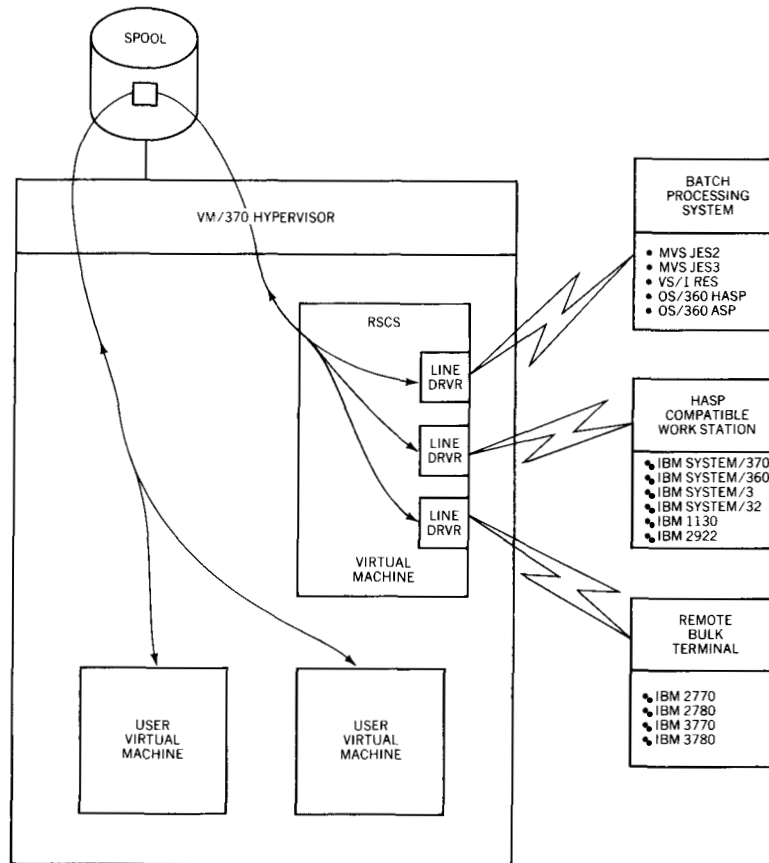 SPOOL
VM/370 HYPERVISOR
RSCS
LINE
DRVR
LINE
DRVR
LINE
DRVR
VIRTUAL
MACHINE
USER
VIRTUAL
MACHINE
USER
VIRTUAL
MACHINE
BATCH
PROCESSING
SYSTEM
• MVS JES2
• MVS JES3
• VS/1 RES
• OS/360 HASP
• OS/360 ASP
HASP
COMPATIBLE
WORK STATION
• IBM SYSTEM/370
• IBM SYSTEM/360
• IBM SYSTEM/3
• IBM SYSTEM/32
• IBM 1130
• IBM 2922
REMOTE
BULK
TERMINAL
• IBM 2770
• IBM 2780
• IBM 3770
• IBM 3780